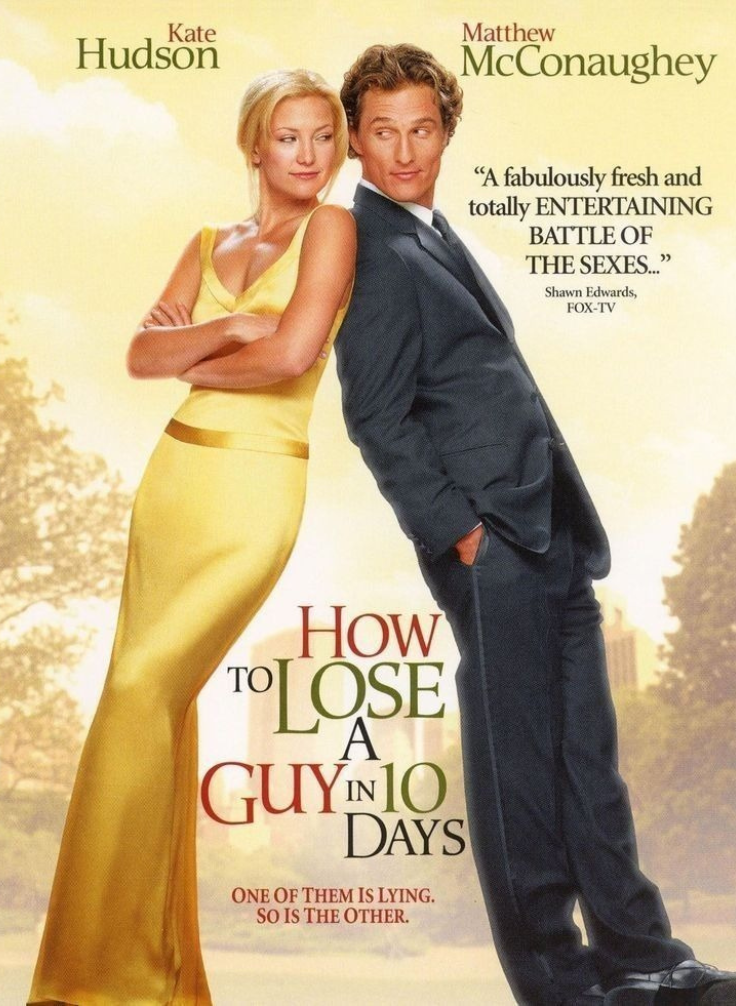 Kate
Hudson
Matthew
McConaughey
“A fabulously fresh and
totally ENTERTAINING
BATTLE OF
THE SEXES...”
Shawn Edwards,
FOX-TV
HOW
TO LOSE
A
GUY IN 10
DAYS
ONE OF THEM IS LYING.
SO IS THE OTHER.